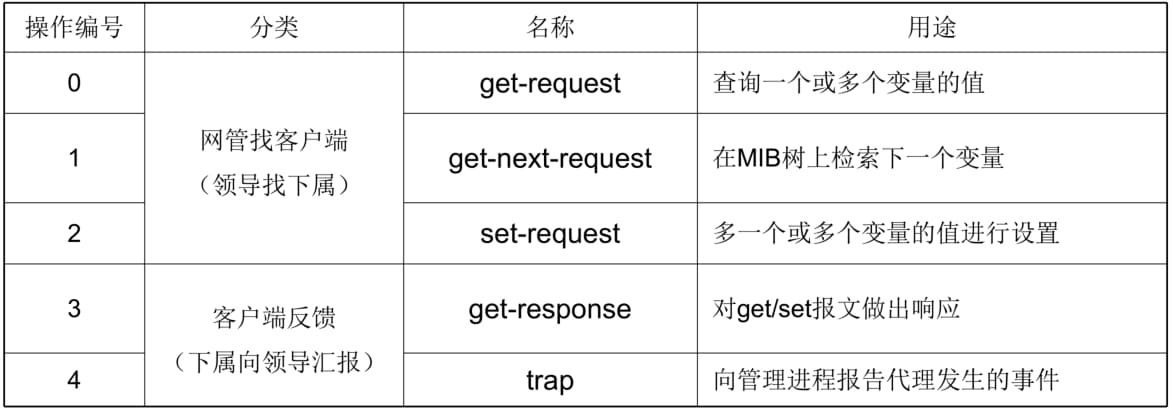 操作编号 分类 名称 用途
0 get-request 查询一个或多个变量的值
网管找客户端
（领导找下属）
1 get-next-request 在MIB树上检索下一个变量
2 set-request 多一个或多个变量的值进行设置
3 get-response 对get/set报文做出响应
客户端反馈
（下属向领导汇报）
4 trap 向管理进程报告代理发生的事件